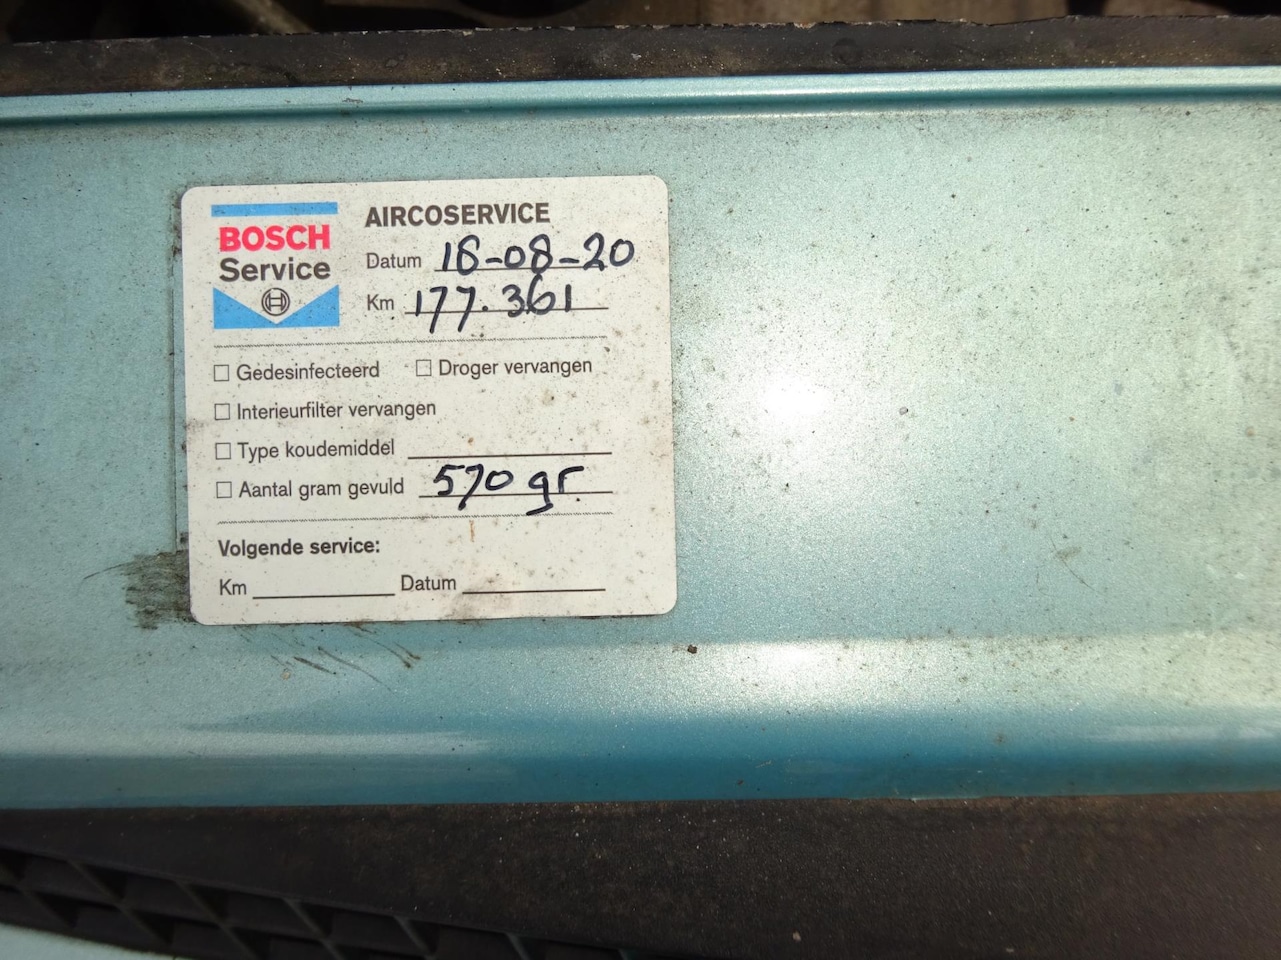 BOSCH
Service
AIRCOSERVICE
Datum 18-08-20
Km 177.361
Gedesinfecteerd Droger vervangen
Interieurfilter vervangen
Type koudemiddel
Aantal gram gevuld 570 gr.
Volgende service:
Km Datum